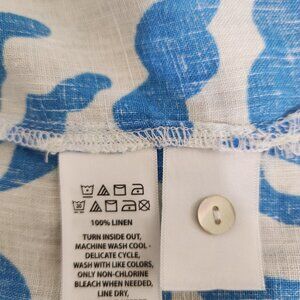 100% LINEN
TURN INSIDE OUT,
MACHINE WASH COOL -
DELICATE CYCLE,
WASH WITH LIKE COLORS,
ONLY NON-CHLORINE
BLEACH WHEN NEEDED,
LINE DRY,